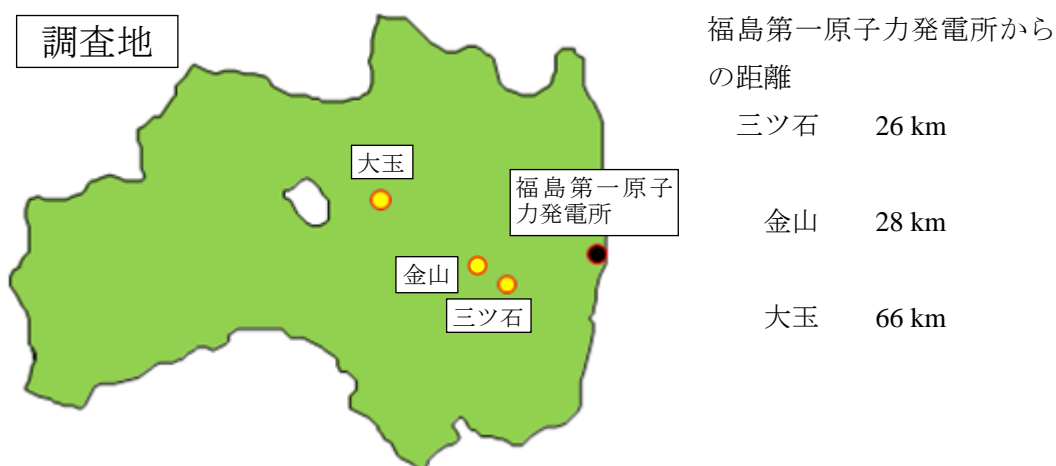 調査地
福島第一原子力発電所から
の距離
三ツ石 26 km
金山 28 km
大玉 66 km
大玉
福島第一原子
力発電所
金山
三ツ石